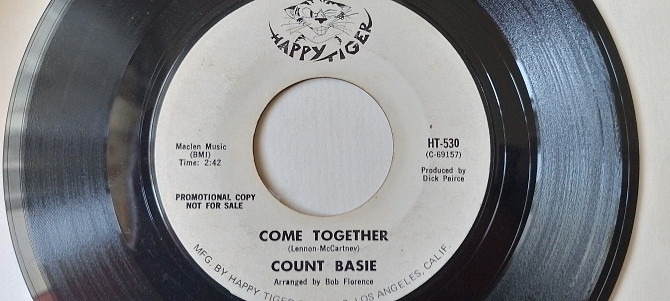 HAPPY TIGER
Maclen Music
(BMI)
Time: 2:42
HT-530
(C-69157)
Produced by
Dick Peirce
PROMOTIONAL COPY
NOT FOR SALE
COME TOGETHER
(Lennon-McCartney)
COUNT BASIE
Arranged by Bob Florence
MFG. BY HAPPY TIGER LOS ANGELES, CALIF.